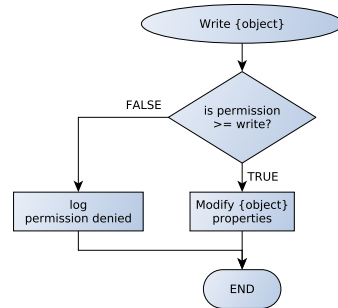 Write {object}
is permission
>= write?
FALSE
TRUE
log
permission denied
Modify {object}
properties
END